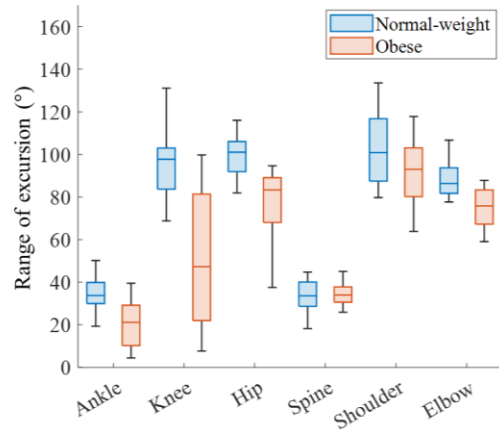 Normal-weight
Obese
Range of excursion (°)
160
140
120
100
80
60
40
20
0
Ankle
Knee
Hip
Spine
Shoulder
Elbow